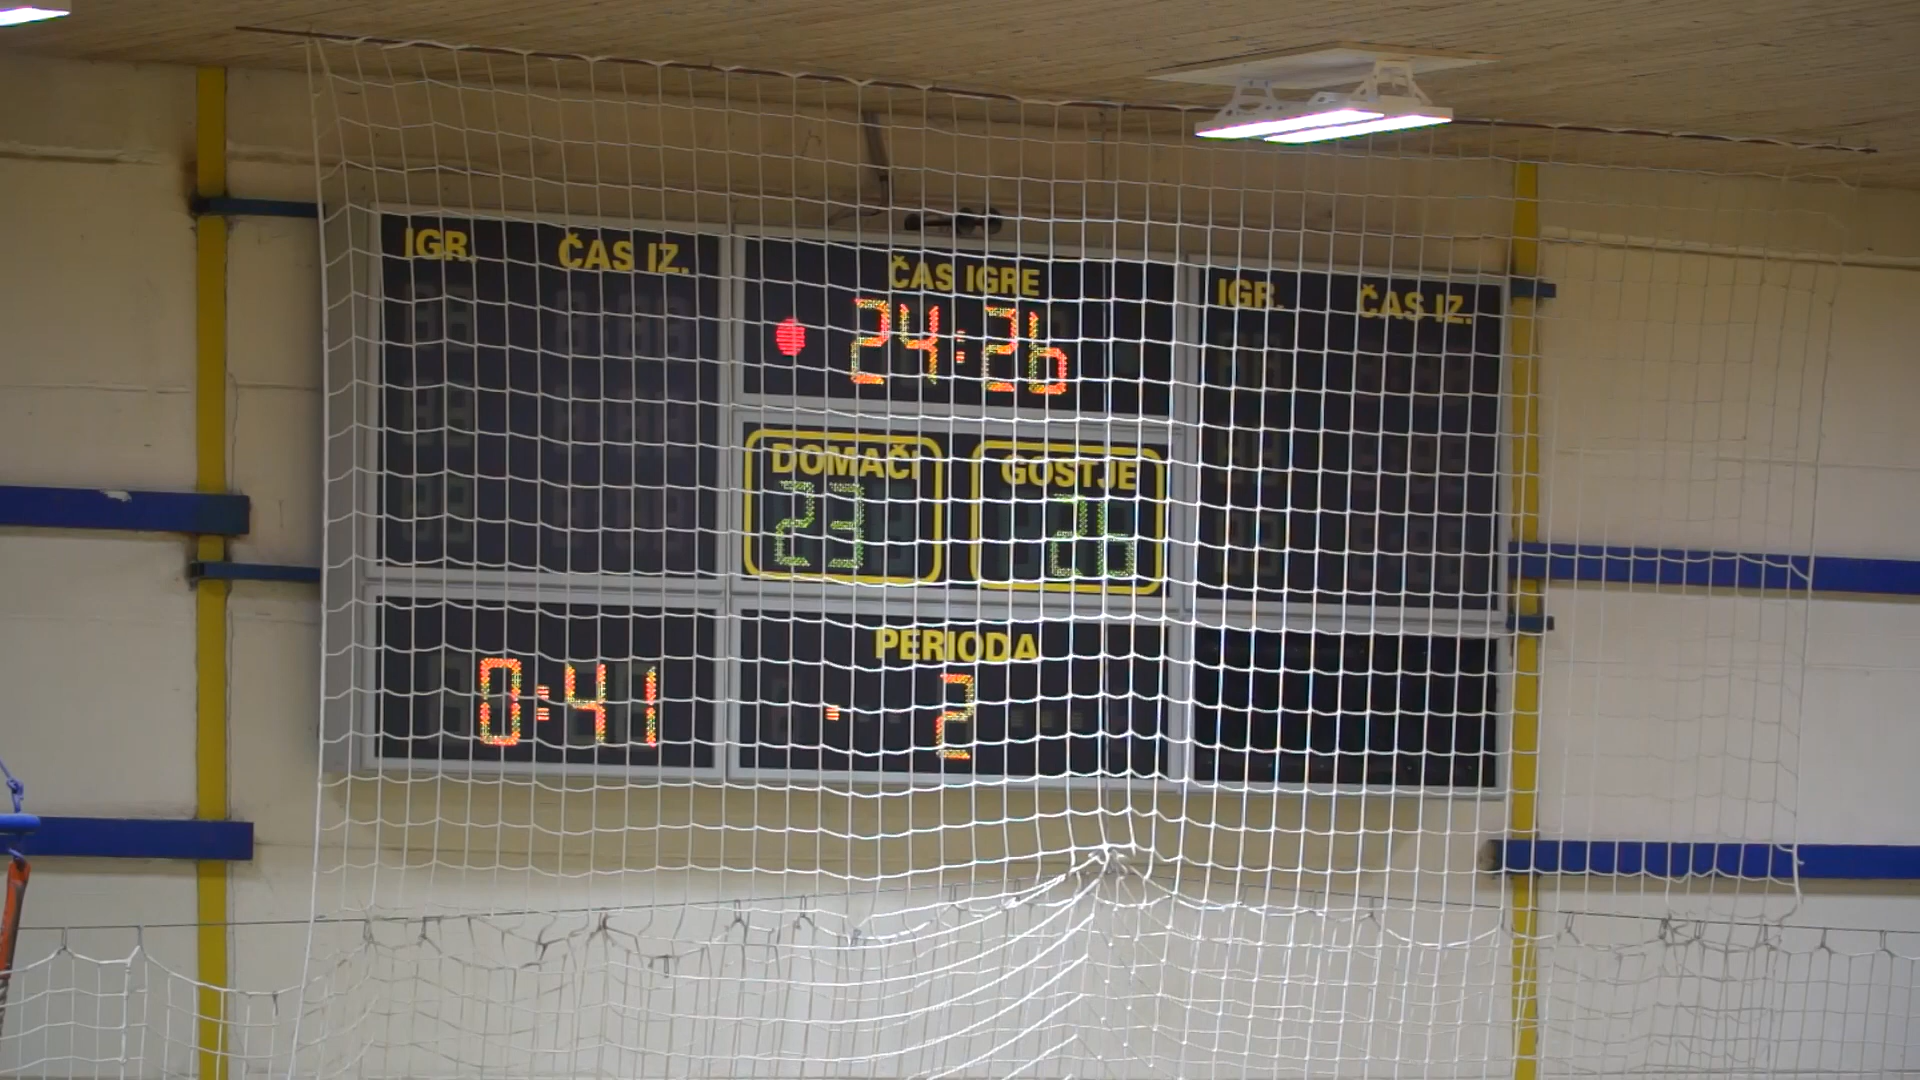 IGR. ČAS IZ.
ČAS IGRE
24:26
IGR. ČAS IZ.
DOMAČI
23
GOSTJE
26
0:41
PERIODA
2